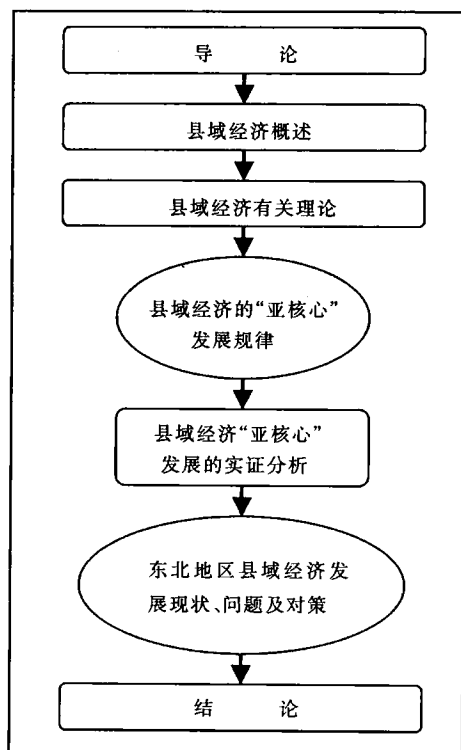 导 论
县域经济概述
县域经济有关理论
县域经济的“亚核心”
发展规律
县域经济“亚核心”
发展的实证分析
东北地区县域经济发
展现状、问题及对策
结 论